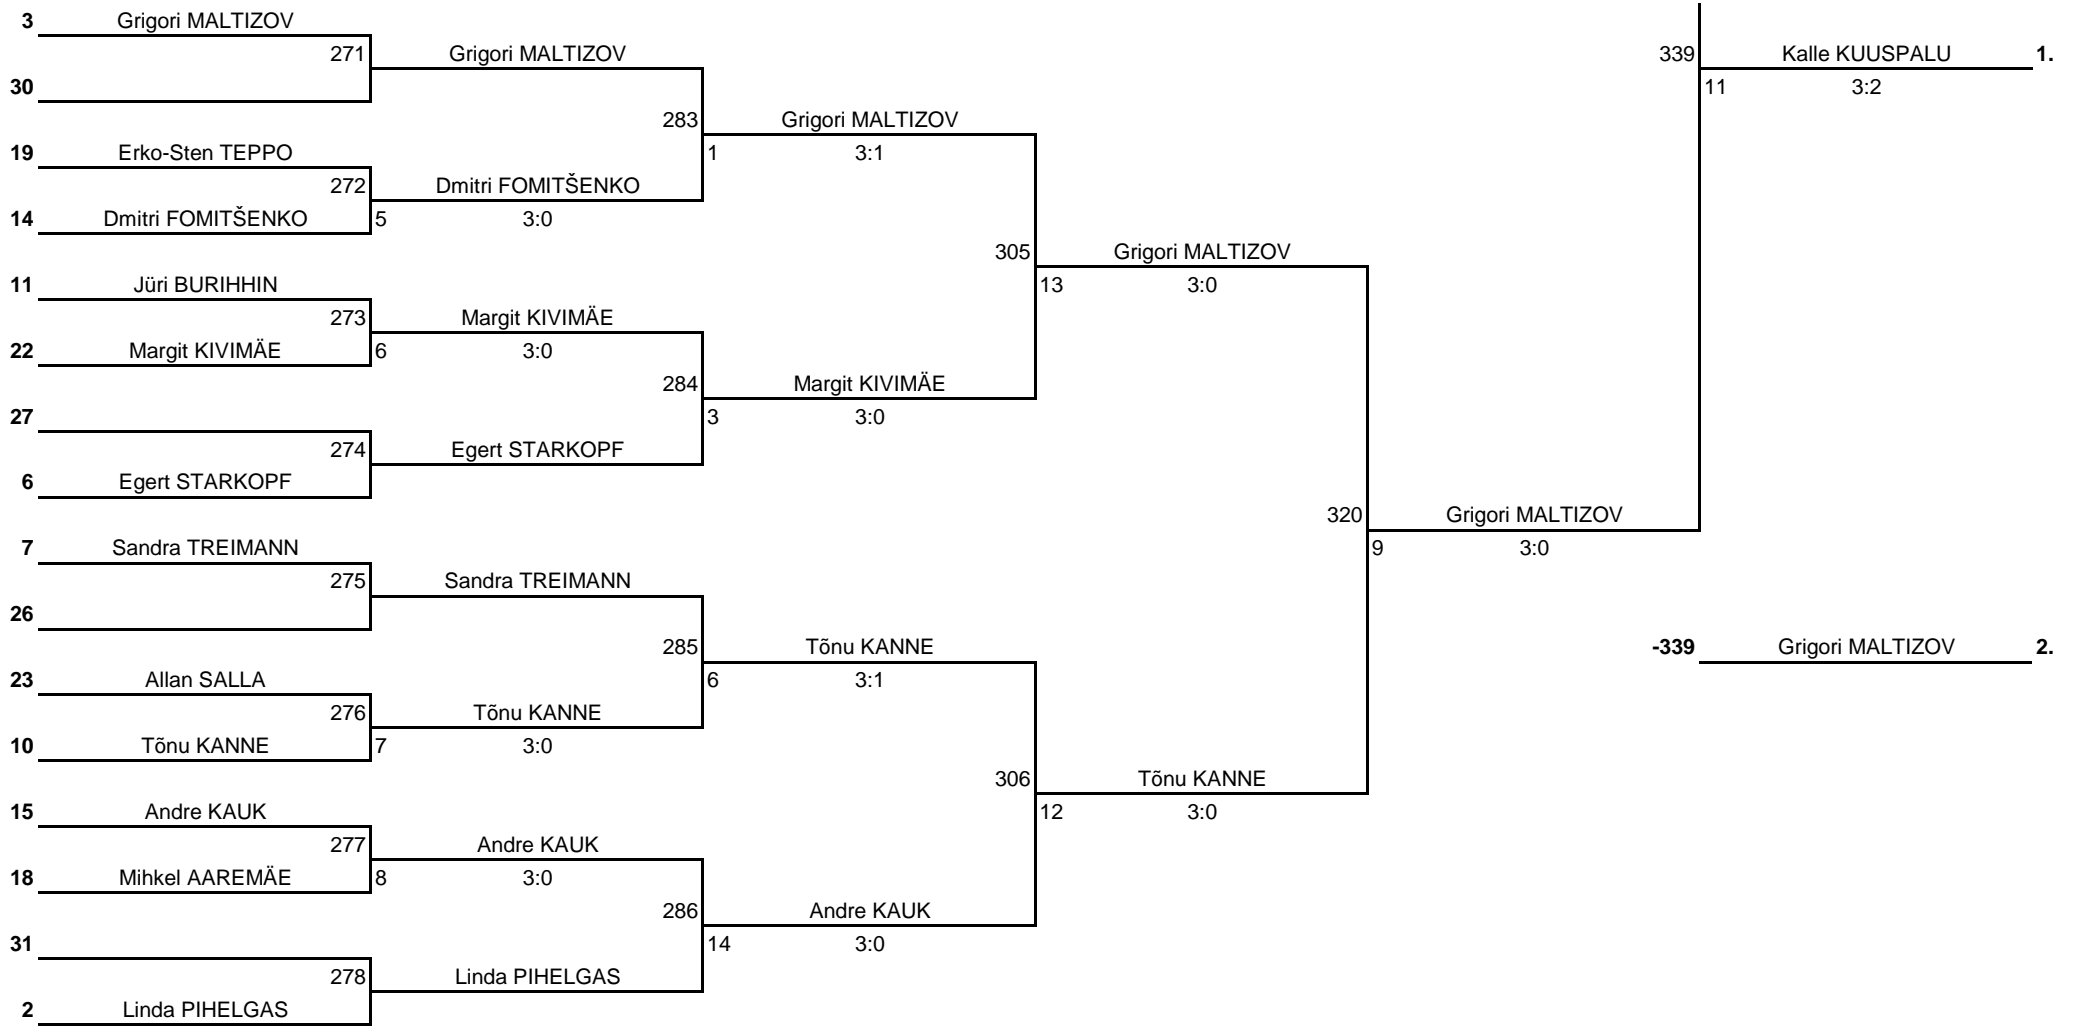 3 Grigori MALTIZOV
271 Grigori MALTIZOV 339 Kalle KUUSPALU 1.
30 11 3:2
283 Grigori MALTIZOV
19 Erko-Sten TEPPO 1 3:1
272 Dmitri FOMITŠENKO
14 Dmitri FOMITŠENKO 5 3:0
305 Grigori MALTIZOV
11 Jüri BURIHHIN 13 3:0
273 Margit KIVIMÄE
22 Margit KIVIMÄE 6 3:0
284 Margit KIVIMÄE
27 3 3:0
274 Egert STARKOPF
6 Egert STARKOPF
320 Grigori MALTIZOV
7 Sandra TREIMANN 9 3:0
275 Sandra TREIMANN
26
285 Tõnu KANNE -339 Grigori MALTIZOV 2.
23 Allan SALLA 6 3:1
276 Tõnu KANNE
10 Tõnu KANNE 7 3:0
306 Tõnu KANNE
15 Andre KAUK 12 3:0
277 Andre KAUK
18 Mihkel AAREMÄE 8 3:0
286 Andre KAUK
31 14 3:0
278 Linda PIHELGAS
2 Linda PIHELGAS